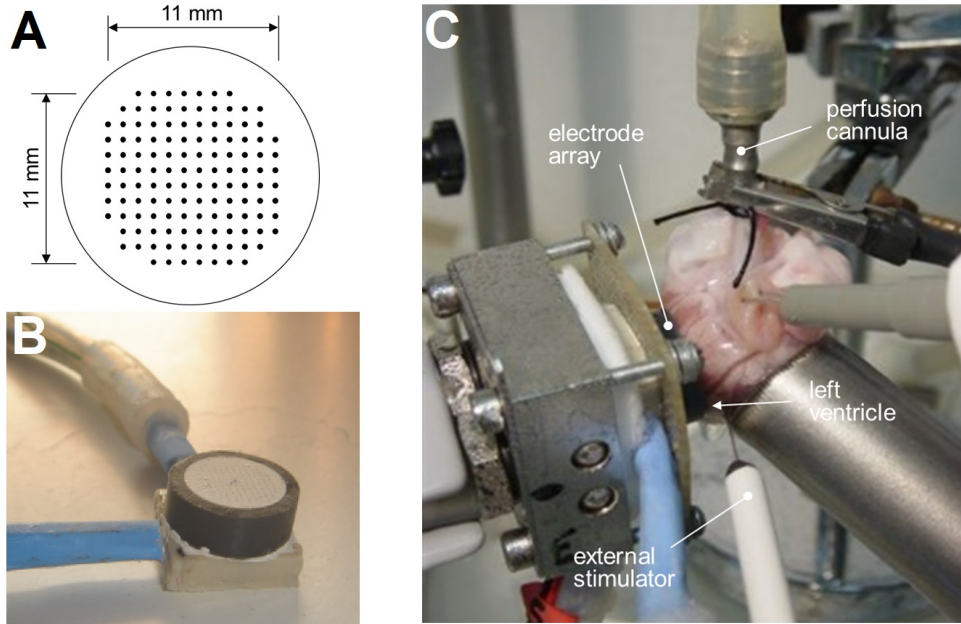 A
11 mm
11 mm
B
C
perfusion
cannula
electrode
array
left
ventricle
external
stimulator